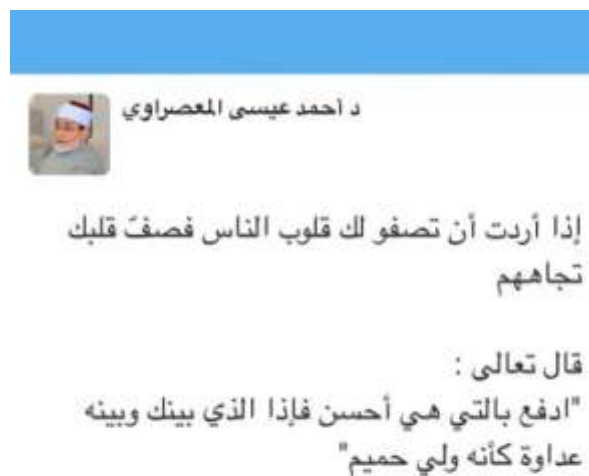 د أحمد عيسى المعصراوي
إذا أردت أن تصفو لك قلوب الناس فصفّ قلبك
تجاههم
قال تعالى :
"ادفع بالتي هي أحسن فإذا الذي بينك وبينه
عداوة كأنه ولي حميم"